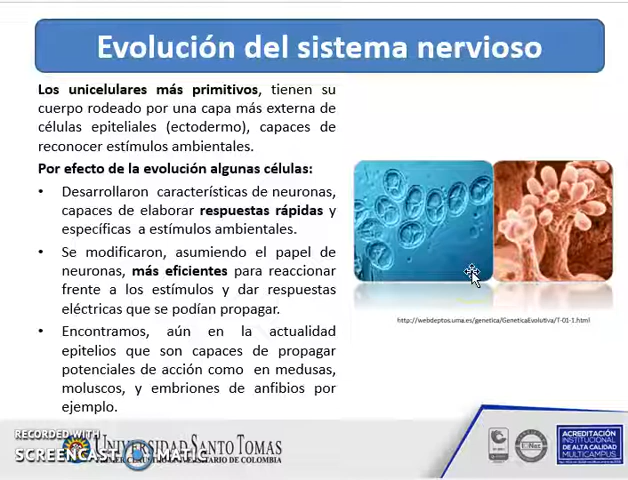 Evolución del sistema nervioso
Los unicelulares más primitivos, tienen su
cuerpo rodeado por una capa más externa de
células epiteliales (ectodermo), capaces de
reconocer estímulos ambientales.
Por efecto de la evolución algunas células:
• Desarrollaron características de neuronas,
capaces de elaborar respuestas rápidas y
específicas a estímulos ambientales.
• Se modificaron, asumiendo el papel de
neuronas, más eficientes para reaccionar
frente a los estímulos y dar respuestas
eléctricas que se podían propagar.
• Encontramos, aún en la actualidad
epitelios que son capaces de propagar
potenciales de acción como en medusas,
moluscos, y embriones de anfibios por
ejemplo.
http://webdeptos.uma.es/genetica/GeneticaEvolutiva/T-01-1.html
RECORDED WITH
SCREENCAST MATIC
UNIVERSIDAD SANTO TOMAS
DE COLOMBIA
ACREDITACIÓN
INSTITUCIONAL
DE ALTA CALIDAD
MULTICAMPUS